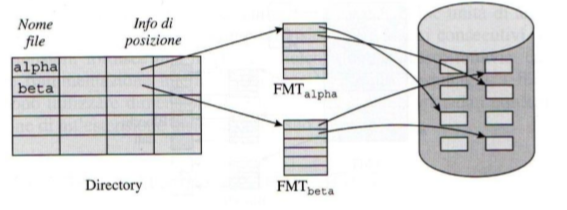 Nome
file
Info di
posizione
alpha
beta
FMTalpha
FMTbeta
Directory